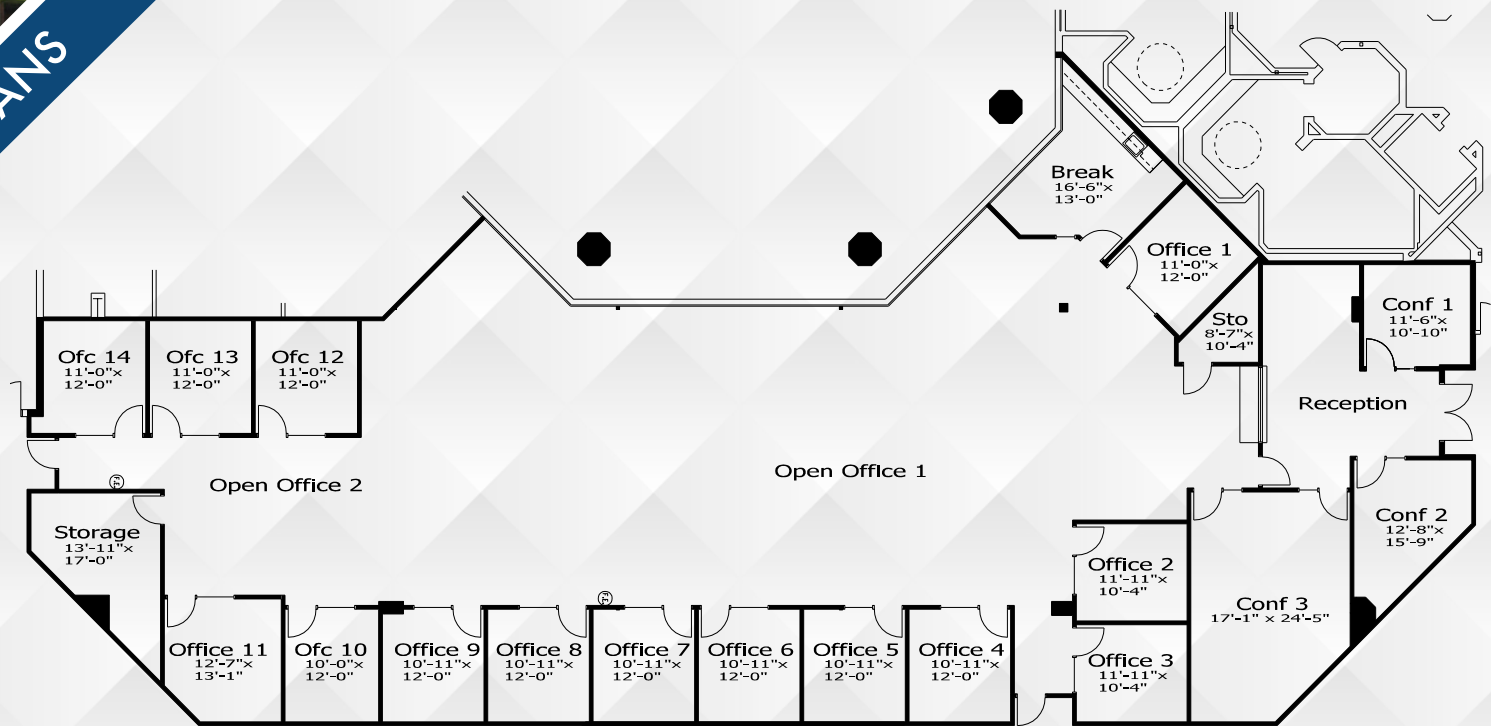 ANS
Break
16'-6"x
13'-0"
Office 1
11'-0"x
12'-0"
Sto
8'-7"x
10'-4"
Conf 1
11'-6"x
10'-10"
Ofc 14
11'-0"x
12'-0"
Ofc 13
11'-0"x
12'-0"
Ofc 12
11'-0"x
12'-0"
Reception
Open Office 2
Open Office 1
Storage
13'-11"x
17'-0"
Conf 2
12'-8"x
15'-9"
Office 2
11'-11"x
10'-4"
Conf 3
17'-1" x 24'-5"
Office 11
12'-7"x
13'-1"
Ofc 10
10'-0"x
12'-0"
Office 9
10'-11"x
12'-0"
Office 8
10'-11"x
12'-0"
Office 7
10'-11"x
12'-0"
Office 6
10'-11"x
12'-0"
Office 5
10'-11"x
12'-0"
Office 4
10'-11"x
12'-0"
Office 3
11'-11"x
10'-4"